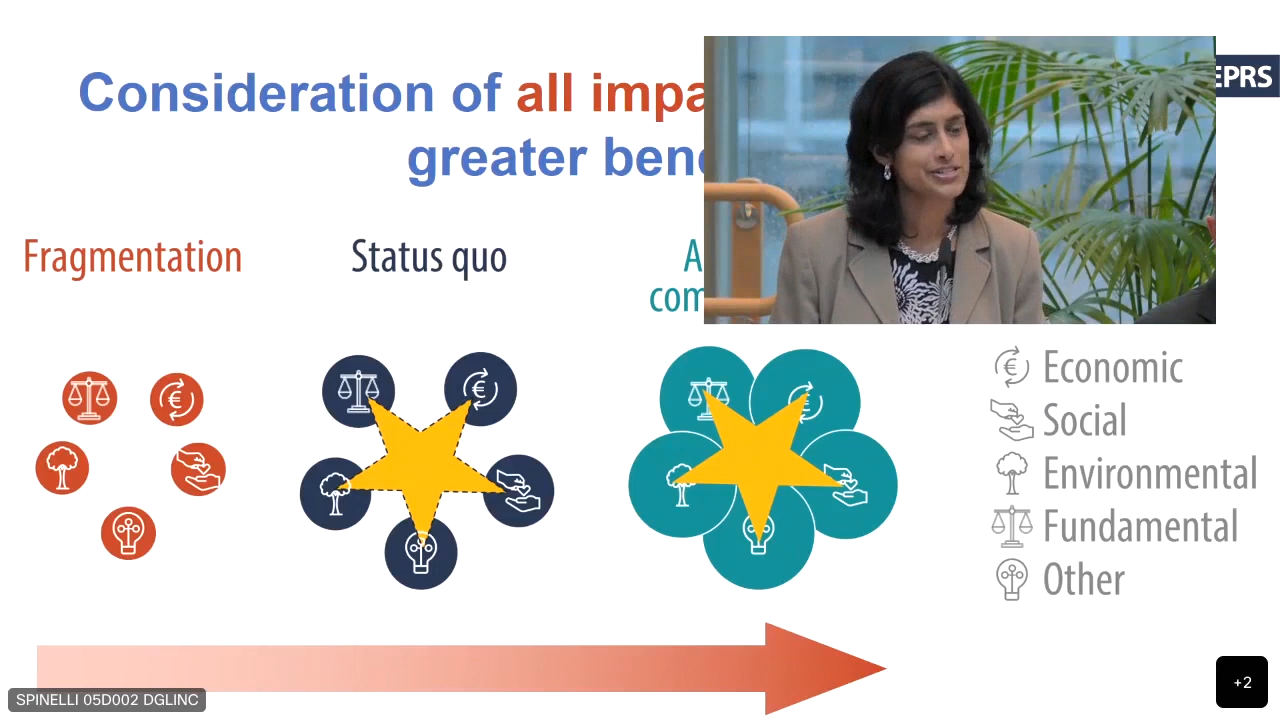 Consideration of all impa
greater ben
EPRS
Fragmentation
Status quo
A
com
Economic
Social
Environmental
Fundamental
Other
SPINELLI 05D002 DGLINC
+2